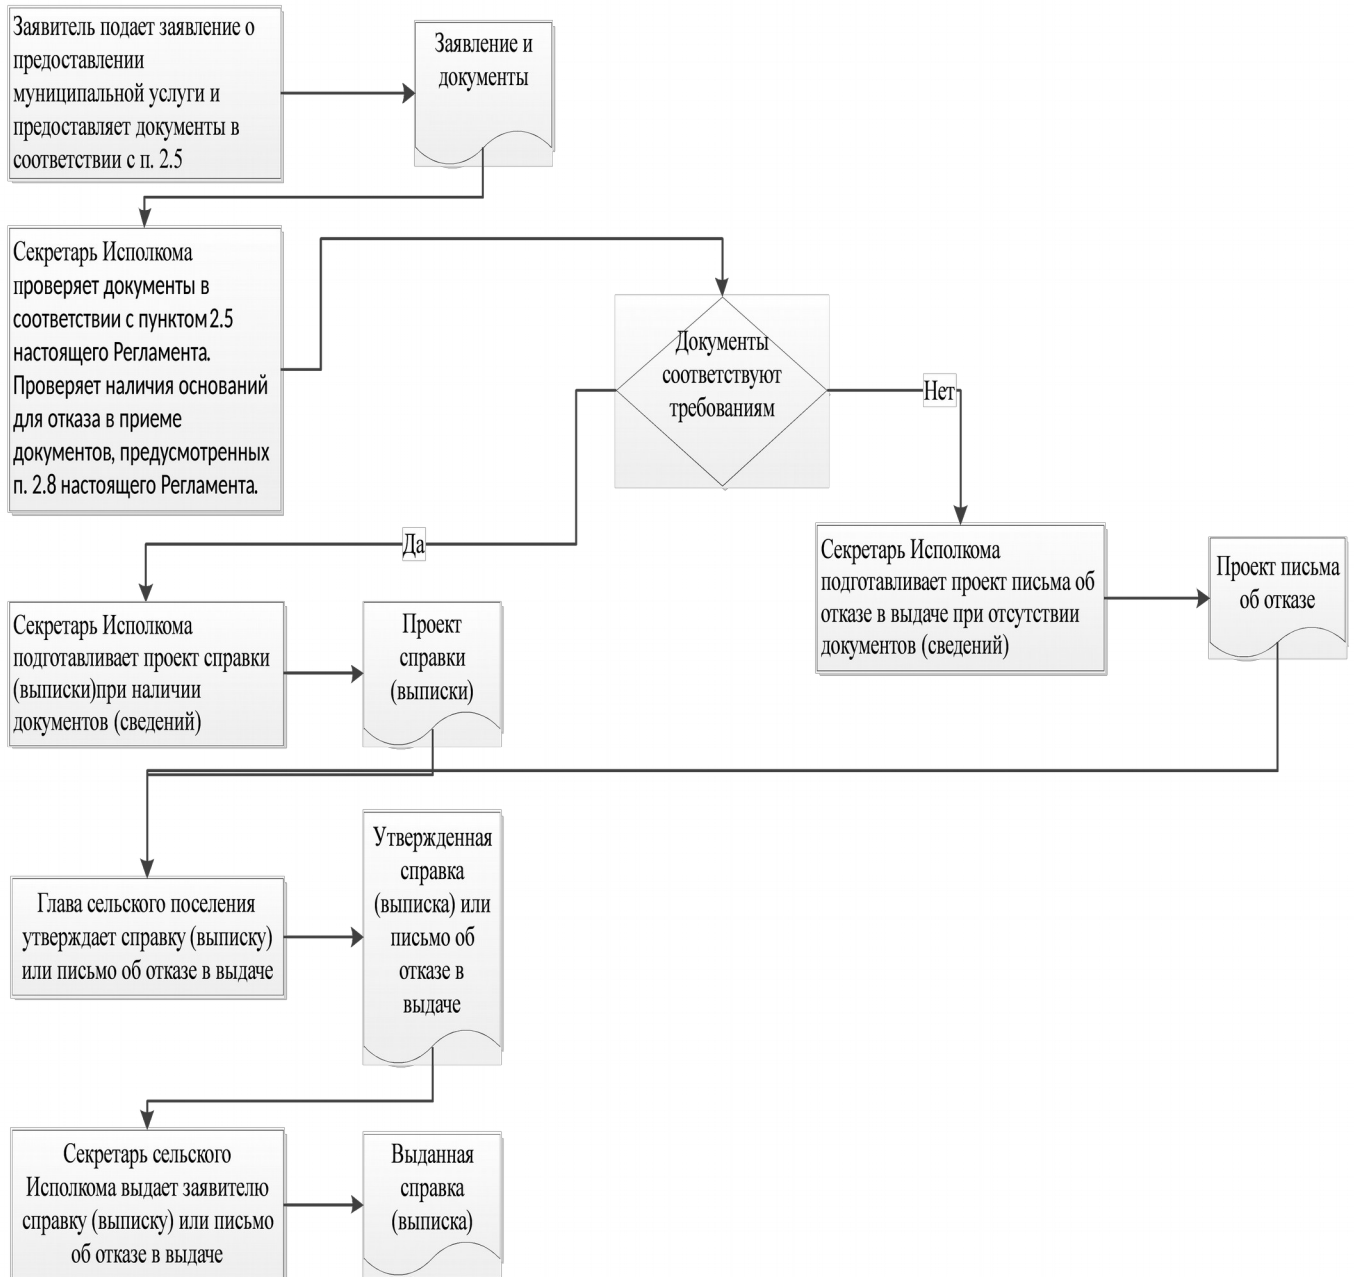 Заявитель подает заявление о
предоставлении
муниципальной услуги и
предоставляет документы в
соответствии с п. 2.5
Заявление и
документы
Секретарь Исполкома
проверяет документы в
соответствии с пунктом 2.5
настоящего Регламента.
Проверяет наличия оснований
для отказа в приеме
документов, предусмотренных
п. 2.8 настоящего Регламента.
Документы
соответствуют
требованиям
Нет
Да
Секретарь Исполкома
подготавливает проект письма об
отказе в выдаче при отсутствии
документов (сведений)
Проект письма
об отказе
Секретарь Исполкома
подготавливает проект справки
(выписки)при наличии
документов (сведений)
Проект
справки
(выписки)
Глава сельского поселения
утверждает справку (выписку)
или письмо об отказе в выдаче
Утвержденная
справка
(выписка) или
письмо об
отказе в
выдаче
Секретарь сельского
Исполкома выдает заявителю
справку (выписку) или письмо
об отказе в выдаче
Выданная
справка
(выписка)